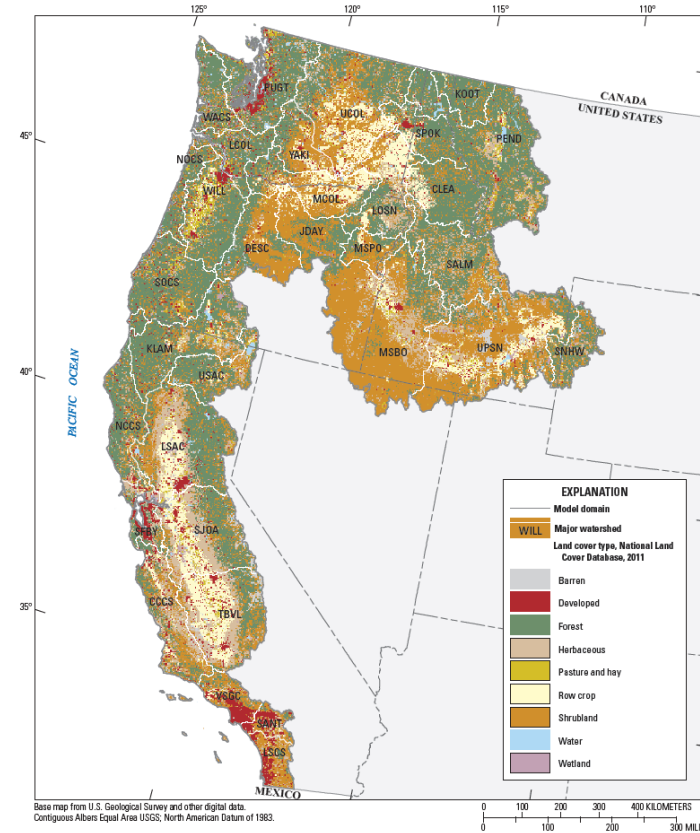 125°
120°
115°
110°
CANADA
UNITED STATES
PUGT
KOOT
UCOL
WACS
SPOK
PEND
45°
LCOL
YAKI
NOCS
CLEA
WILL
MCOL
LOSN
JDAY
DESC
MSPO
SALM
SOCS
KLAM
MSBO
UPSN
SNHW
USAC
40°
PACIFIC OCEAN
NCCS
LSAC
SFBY
SJOA
CCCS
TBVL
35°
VCGC
SANT
LSCS
MEXICO
EXPLANATION
Model domain
WILL Major watershed
Land cover type, National Land
Cover Database, 2011
Barren
Developed
Forest
Herbaceous
Pasture and hay
Row crop
Shrubland
Water
Wetland
Base map from U.S. Geological Survey and other digital data.
Contiguous Albers Equal Area USGS; North American Datum of 1983.
0 100 200 300 400 KILOMETERS
0 100 200 300 MIL